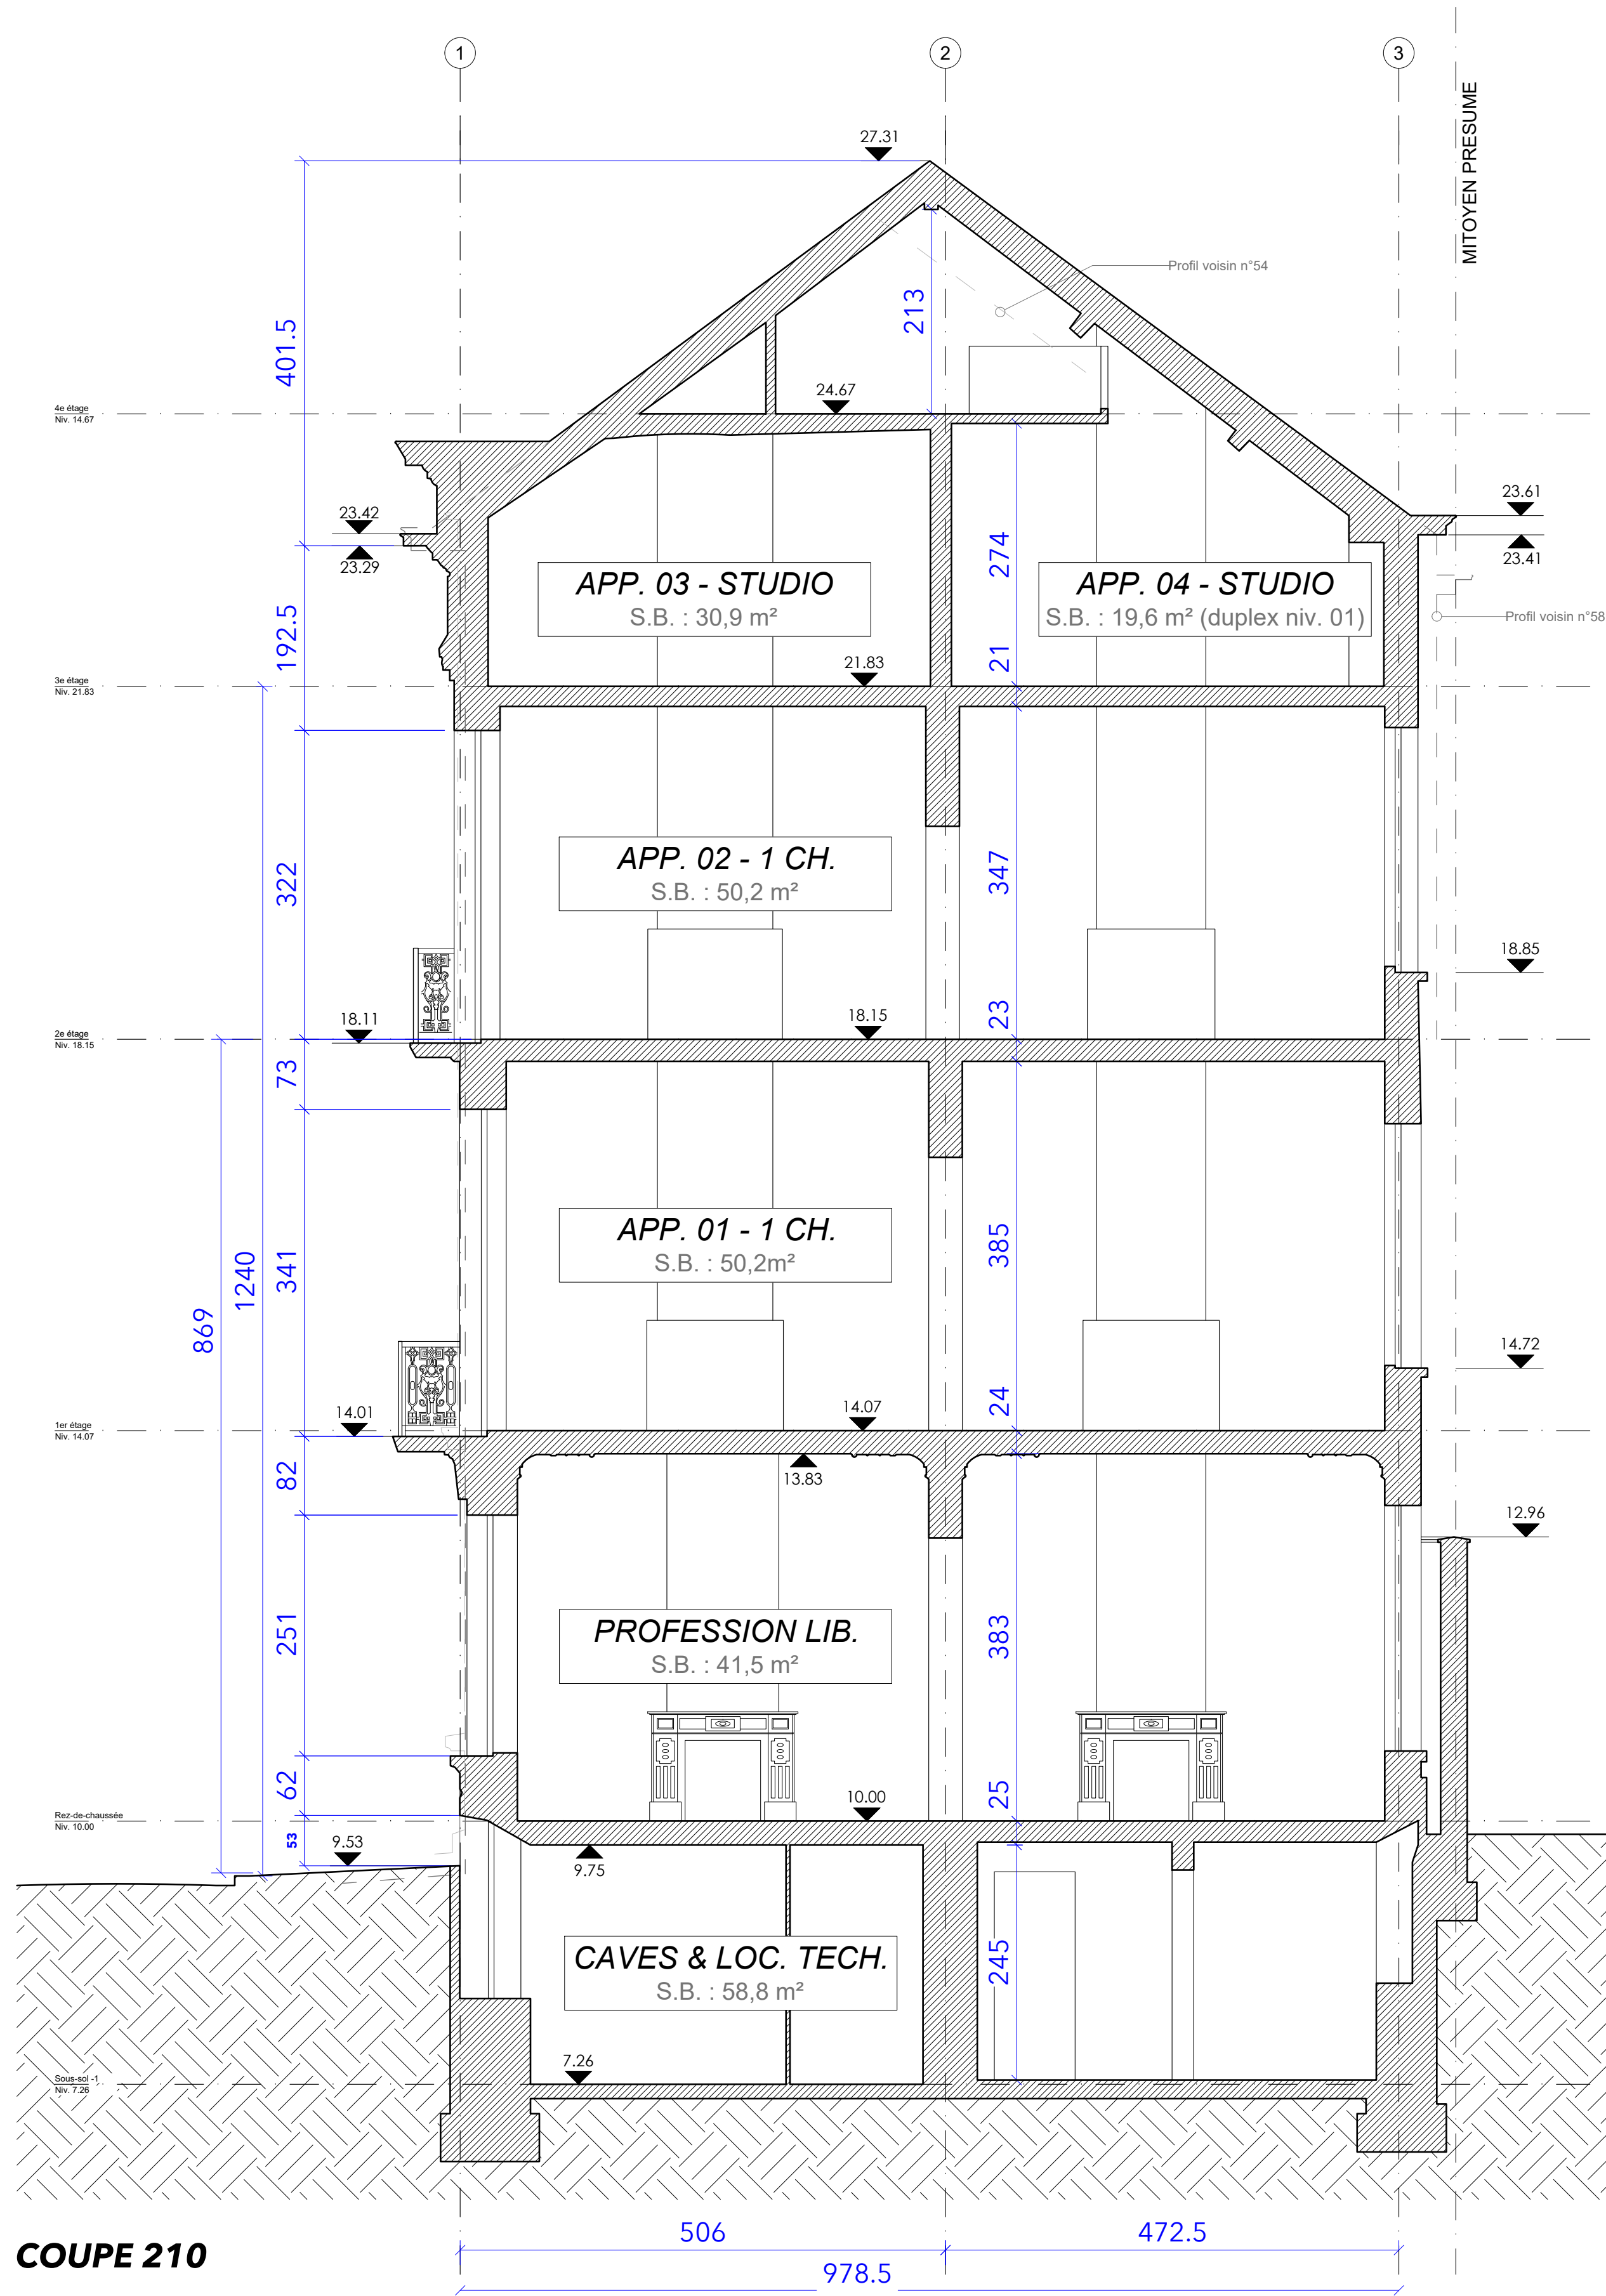 1
2
3
MITOYEN PRESUME
27.31
Profil voisin n°54
401.5
213
24.67
4e étage
Niv. 14.67
23.42
23.29
23.61
23.41
274
APP. 03 - STUDIO
S.B. : 30,9 m²
APP. 04 - STUDIO
S.B. : 19,6 m² (duplex niv. 01)
Profil voisin n°58
192.5
21
21.83
3e étage
Niv. 21.83
322
APP. 02 - 1 CH.
S.B. : 50,2 m²
347
18.85
18.11
18.15
23
2e étage
Niv. 18.15
73
869
1240
341
APP. 01 - 1 CH.
S.B. : 50,2m²
385
14.72
14.01
14.07
24
1er étage
Niv. 14.07
82
13.83
12.96
251
PROFESSION LIB.
S.B. : 41,5 m²
383
62
10.00
25
Rez-de-chaussée
Niv. 10.00
53
9.53
9.75
CAVES & LOC. TECH.
S.B. : 58,8 m²
245
7.26
Sous-sol -1
Niv. 7.26
506
472.5
978.5
COUPE 210